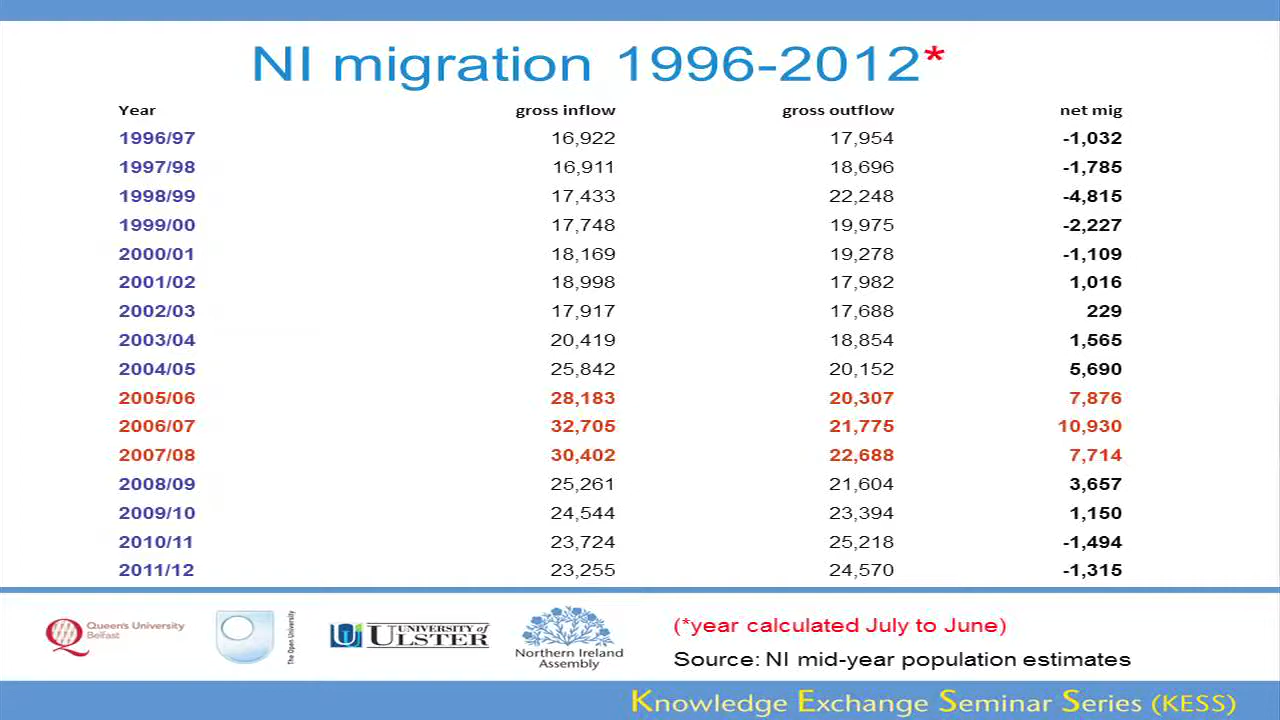 NI migration 1996-2012*
Year gross inflow gross outflow net mig
1996/97 16,922 17,954 -1,032
1997/98 16,911 18,696 -1,785
1998/99 17,433 22,248 -4,815
1999/00 17,748 19,975 -2,227
2000/01 18,169 19,278 -1,109
2001/02 18,998 17,982 1,016
2002/03 17,917 17,688 229
2003/04 20,419 18,854 1,565
2004/05 25,842 20,152 5,690
2005/06 28,183 20,307 7,876
2006/07 32,705 21,775 10,930
2007/08 30,402 22,688 7,714
2008/09 25,261 21,604 3,657
2009/10 24,544 23,394 1,150
2010/11 23,724 25,218 -1,494
2011/12 23,255 24,570 -1,315
Queen's University
Belfast
The Open University
UNIVERSITY OF
ULSTER
Northern Ireland
Assembly
(*year calculated July to June)
Source: NI mid-year population estimates
Knowledge Exchange Seminar Series (KESS)